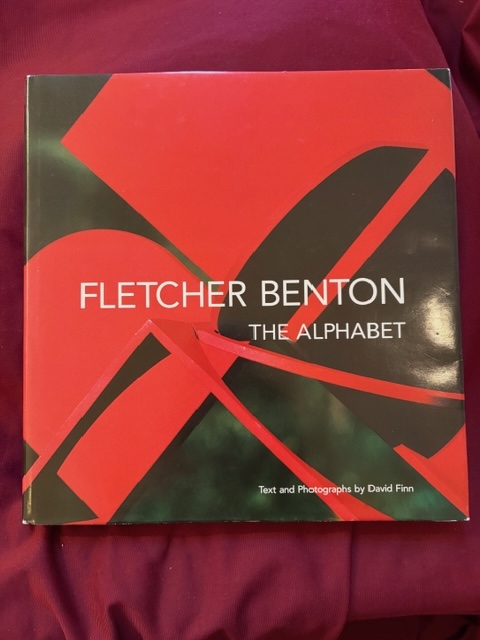 FLETCHER BENTON
THE ALPHABET
Text and Photographs by David Finn